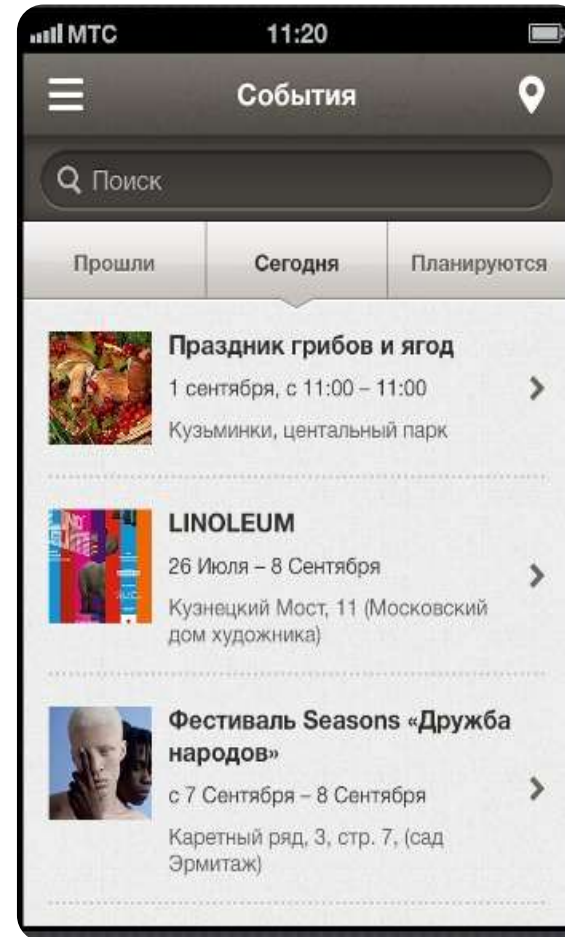 МТС 11:20
События
Поиск
Прошли Сегодня Планируются
Праздник грибов и ягод
1 сентября, с 11:00 – 11:00
Кузьминки, центальный парк
LINOLEUM
26 Июля – 8 Сентября
Кузнецкий Мост, 11 (Московский
дом художника)
Фестиваль Seasons «Дружба
народов»
с 7 Сентября – 8 Сентября
Каретный ряд, 3, стр. 7, (сад
Эрмитаж)